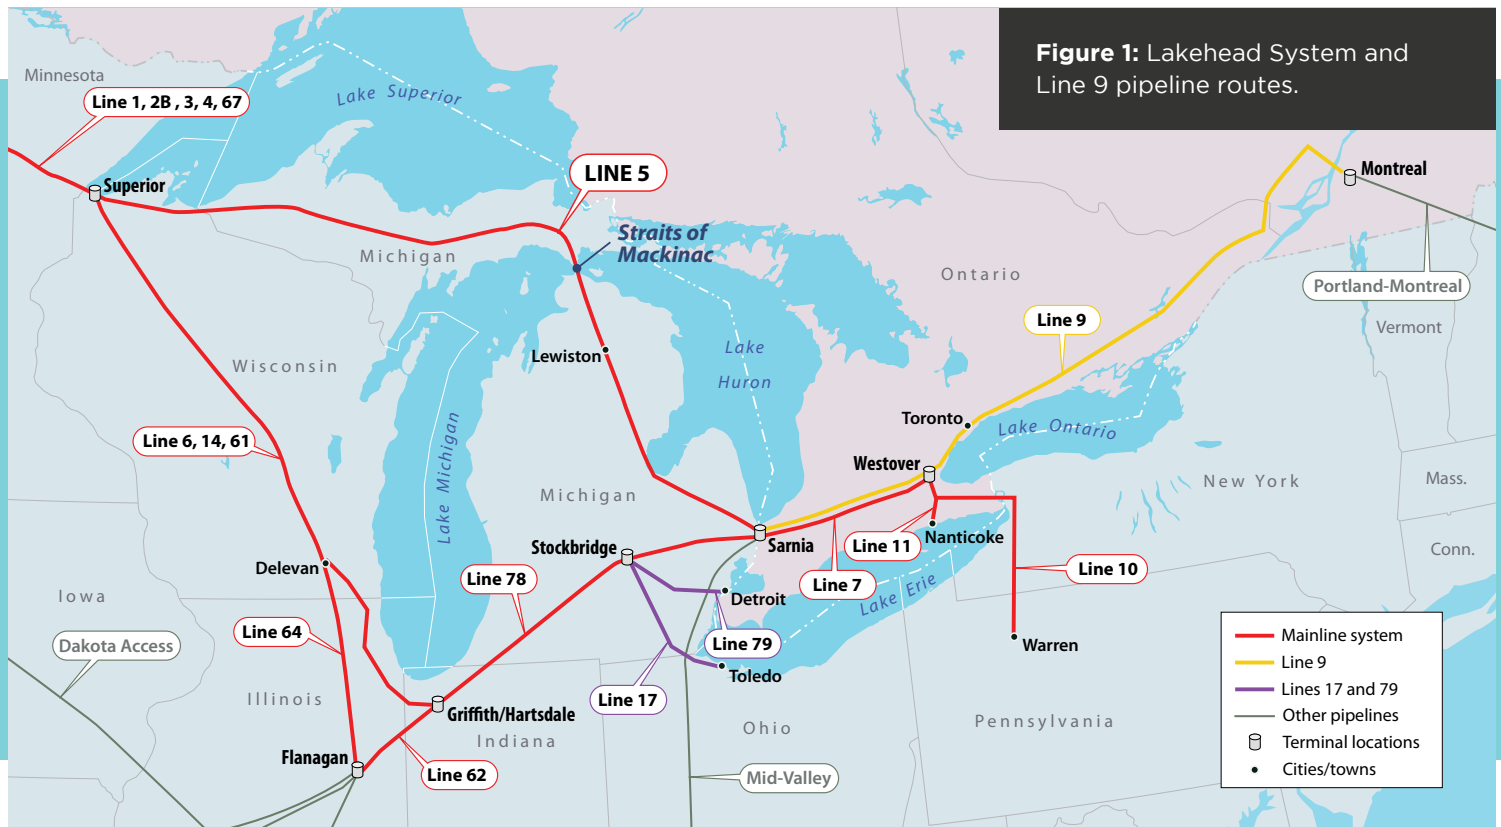 Figure 1: Lakehead System and
Line 9 pipeline routes.
Minnesota
Line 1, 2B , 3, 4, 67
Lake Superior
Superior
LINE 5
Straits of
Mackinac
Montreal
Michigan
Ontario
Portland-Montreal
Line 9
Vermont
Lewiston
Lake
Huron
Wisconsin
Toronto
Lake Ontario
Line 6, 14, 61
Lake Michigan
Westover
Michigan
New York
Mass.
Stockbridge
Sarnia
Line 11
Nanticoke
Conn.
Delevan
Line 78
Line 7
Line 10
Iowa
Detroit
Lake Erie
Line 64
Dakota Access
Line 79
Warren
Toledo
Line 17
Illinois
Griffith/Hartsdale
Indiana
Ohio
Pennsylvania
Flanagan
Line 62
Mid-Valley
Mainline system
Line 9
Lines 17 and 79
Other pipelines
Terminal locations
Cities/towns